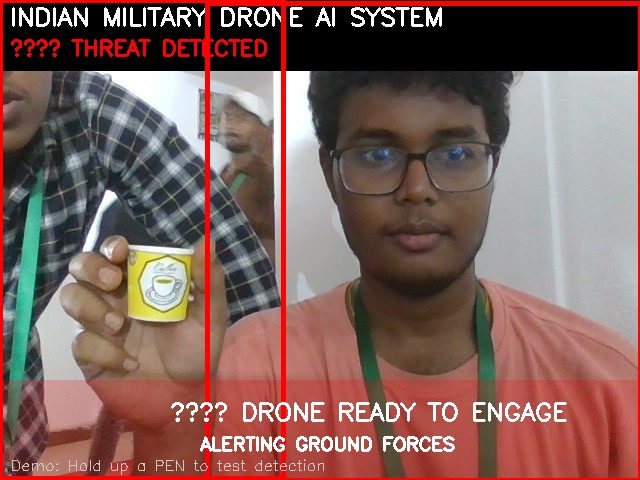 INDIAN MILITARY DRONE AI SYSTEM
???? THREAT DETECTED
Coffee
???? DRONE READY TO ENGAGE
ALERTING GROUND FORCES
Demo: Hold up a PEN to test detection